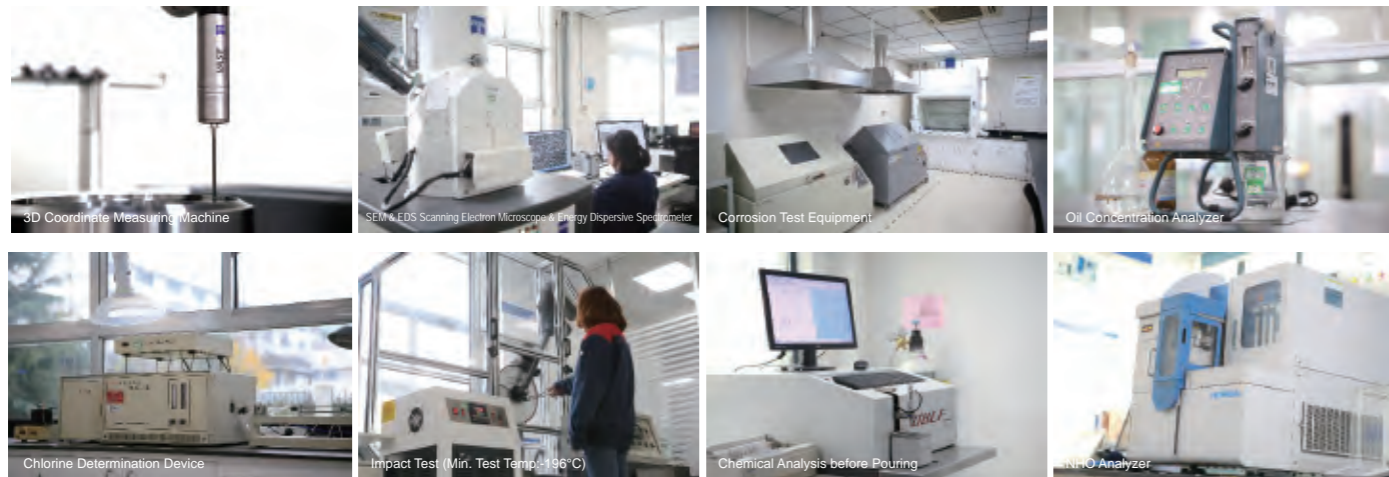 3D Coordinate Measuring Machine
SEM & EDS Scanning Electron Microscope & Energy Dispersive Spectrometer
Corrosion Test Equipment
Oil Concentration Analyzer
Chlorine Determination Device
Impact Test (Min. Test Temp:-196°C)
OBLF
Chemical Analysis before Pouring
NHO Analyzer